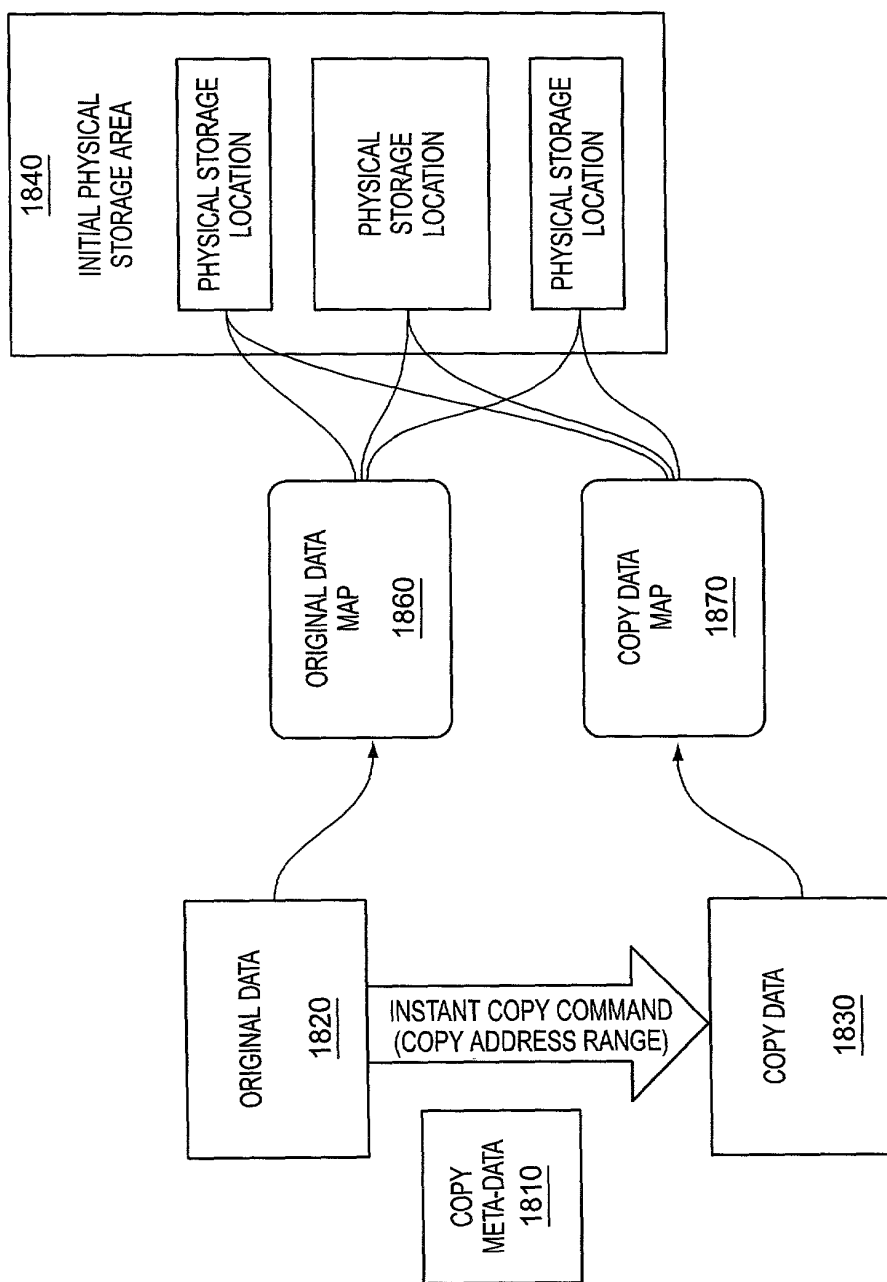 COPY
META-DATA
1810
ORIGINAL DATA
1820
INSTANT COPY COMMAND
(COPY ADDRESS RANGE)
COPY DATA
1830
ORIGINAL DATA
MAP
1860
COPY DATA
MAP
1870
1840
INITIAL PHYSICAL
STORAGE AREA
PHYSICAL STORAGE
LOCATION
PHYSICAL
STORAGE
LOCATION
PHYSICAL STORAGE
LOCATION